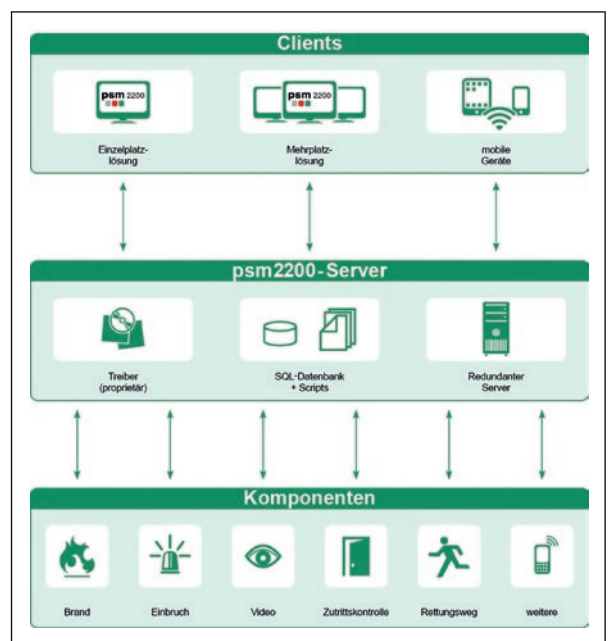 Clients
psm 2200
psm 2200
Einzelplatz-
lösung
Mehrplatz-
lösung
mobile
Geräte
psm2200-Server
Treiber
(proprietär)
SQL-Datenbank
+ Scripts
Redundanter
Server
Komponenten
Brand
Einbruch
Video
Zutrittskontrolle
Rettungsweg
weitere